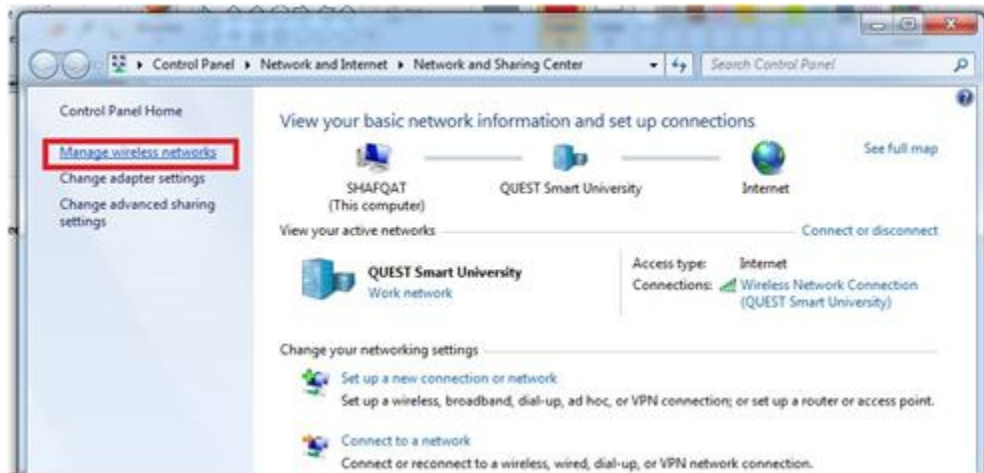 Control Panel ▸ Network and Internet ▸ Network and Sharing Center
Search Control Panel
Control Panel Home
Manage wireless networks
Change adapter settings
Change advanced sharing
settings
View your basic network information and set up connections
See full map
SHAFQAT
(This computer)
QUEST Smart University
Internet
View your active networks
Connect or disconnect
QUEST Smart University
Work network
Access type: Internet
Connections: Wireless Network Connection
(QUEST Smart University)
Change your networking settings
Set up a new connection or network
Set up a wireless, broadband, dial-up, ad hoc, or VPN connection; or set up a router or access point.
Connect to a network
Connect or reconnect to a wireless, wired, dial-up, or VPN network connection.